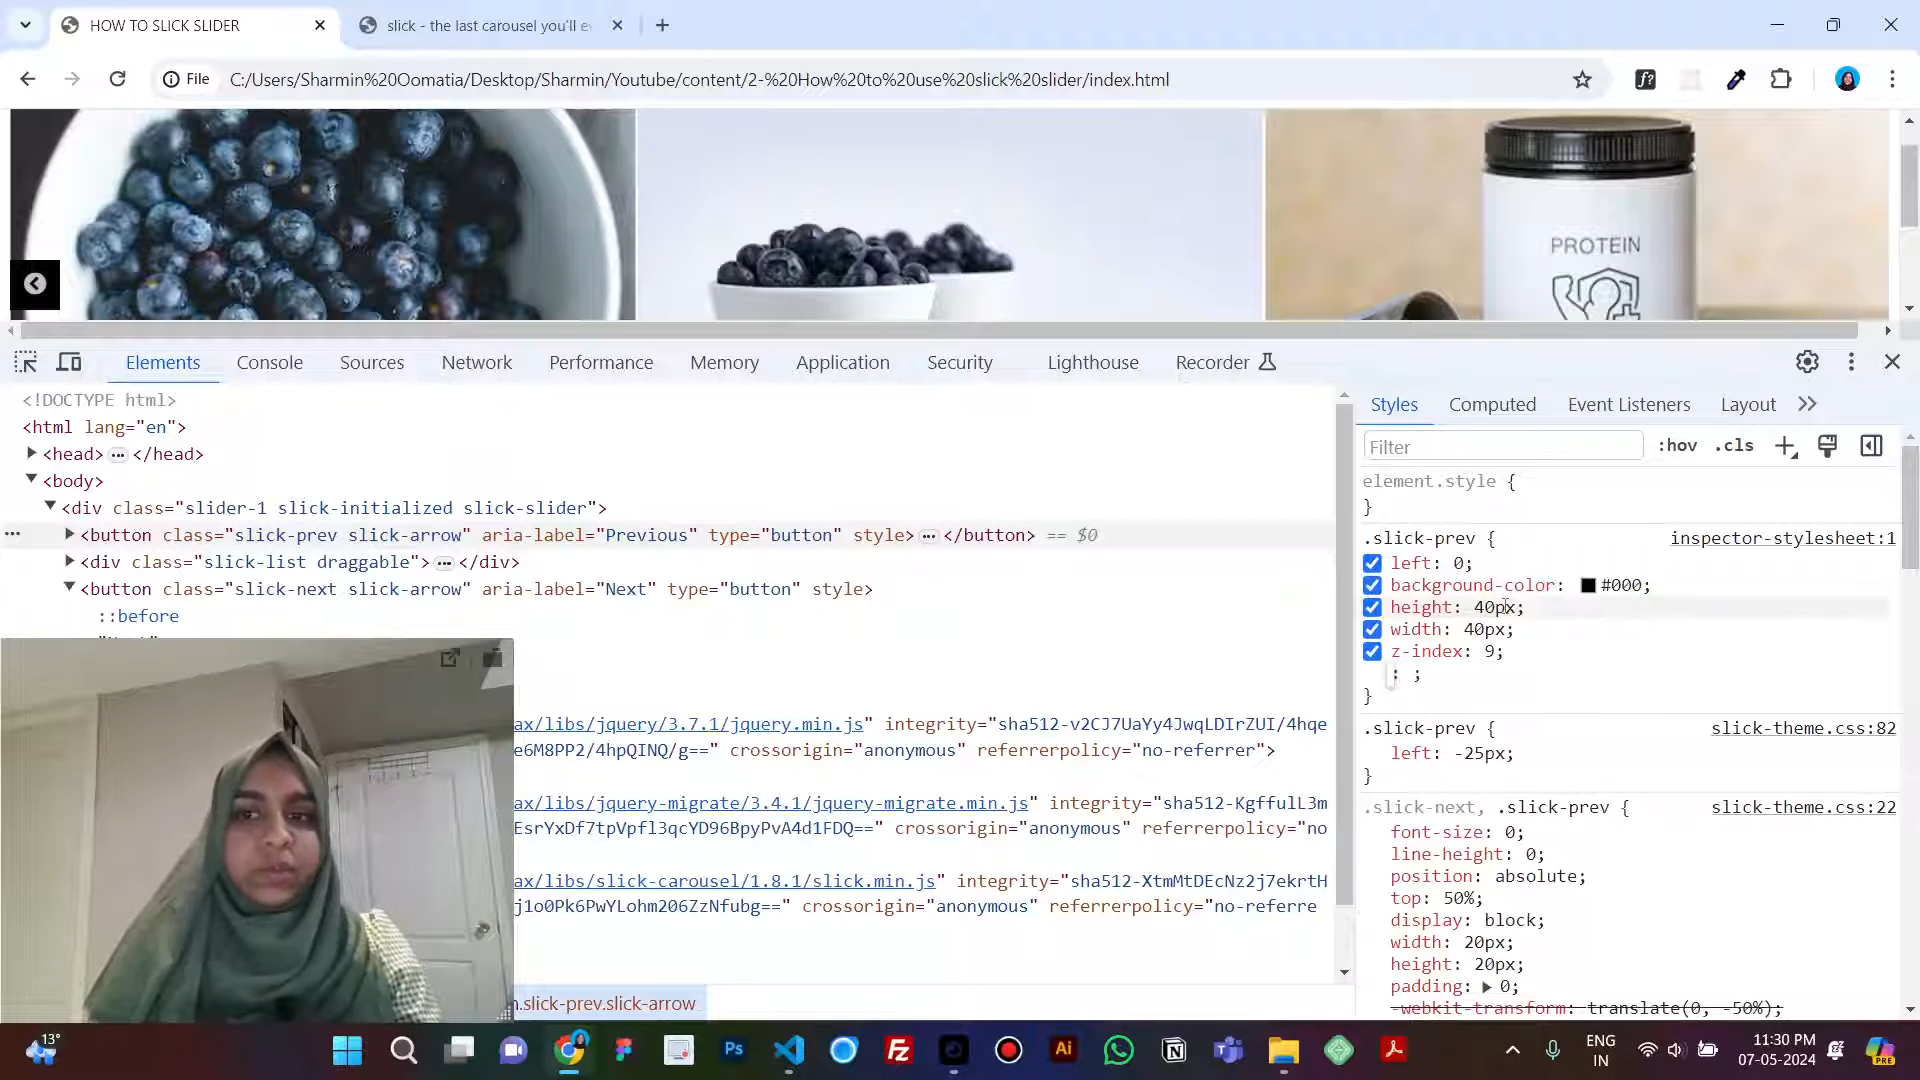 HOW TO SLICK SLIDER
slick - the last carousel you'll e
File
C:/Users/Sharmin%20Oomatia/Desktop/Sharmin/Youtube/content/2-%20How%20to%20use%20slick%20slider/index.html
f?
PROTEIN
Elements Console Sources Network Performance Memory Application Security Lighthouse Recorder
<!DOCTYPE html>
<html lang="en">
<head> ... </head>
<body>
<div class="slider-1 slick-initialized slick-slider">
<button class="slick-prev slick-arrow" aria-label="Previous" type="button" style> ... </button> == $0
<div class="slick-list draggable"> ... </div>
<button class="slick-next slick-arrow" aria-label="Next" type="button" style>
::before
ax/libs/jquery/3.7.1/jquery.min.js" integrity="sha512-v2CJ7UaYy4JwqLDIrZUI/4hqe
e6M8PP2/4hpQINQ/g==" crossorigin="anonymous" referrerpolicy="no-referrer">
ax/libs/jquery-migrate/3.4.1/jquery-migrate.min.js" integrity="sha512-KgffulL3m
EsrYxDf7tpVpfl3qcYD96BpyPvA4d1FDQ==" crossorigin="anonymous" referrerpolicy="no
ax/libs/slick-carousel/1.8.1/slick.min.js" integrity="sha512-XtmMtDEcNz2j7ekrtH
j1o0Pk6PwYLohm206ZzNfubg==" crossorigin="anonymous" referrerpolicy="no-referre
.slick-prev.slick-arrow
Styles Computed Event Listeners Layout
Filter
:hov .cls
element.style {
}
.slick-prev { inspector-stylesheet:1
left: 0;
background-color: #000;
height: 40px;
width: 40px;
z-index: 9;
: ;
}
.slick-prev { slick-theme.css:82
left: -25px;
}
.slick-next, .slick-prev { slick-theme.css:22
font-size: 0;
line-height: 0;
position: absolute;
top: 50%;
display: block;
width: 20px;
height: 20px;
padding: 0;
-webkit-transform: translate(0, -50%);
13°
Ps
Fz
Ai
PRE
ENG
IN
11:30 PM
07-05-2024